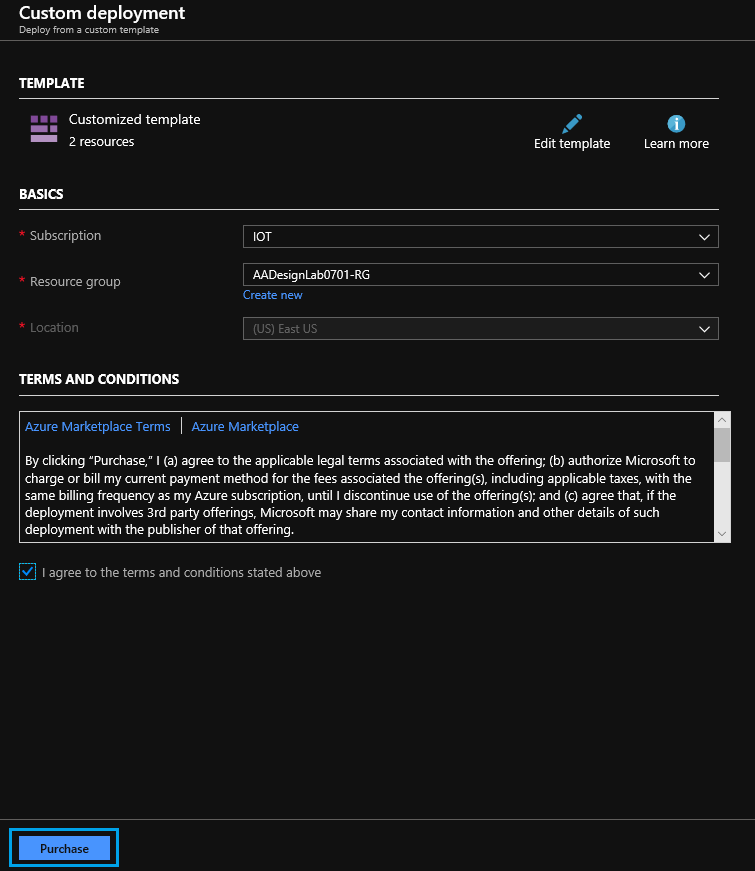 Custom deployment
Deploy from a custom template
TEMPLATE
Customized template
2 resources
Edit template
Learn more
BASICS
* Subscription
IOT
* Resource group
AADesignLab0701-RG
Create new
* Location
(US) East US
TERMS AND CONDITIONS
Azure Marketplace Terms | Azure Marketplace
By clicking “Purchase,” I (a) agree to the applicable legal terms associated with the offering; (b) authorize Microsoft to
charge or bill my current payment method for the fees associated the offering(s), including applicable taxes, with the
same billing frequency as my Azure subscription, until I discontinue use of the offering(s); and (c) agree that, if the
deployment involves 3rd party offerings, Microsoft may share my contact information and other details of such
deployment with the publisher of that offering.
I agree to the terms and conditions stated above
Purchase